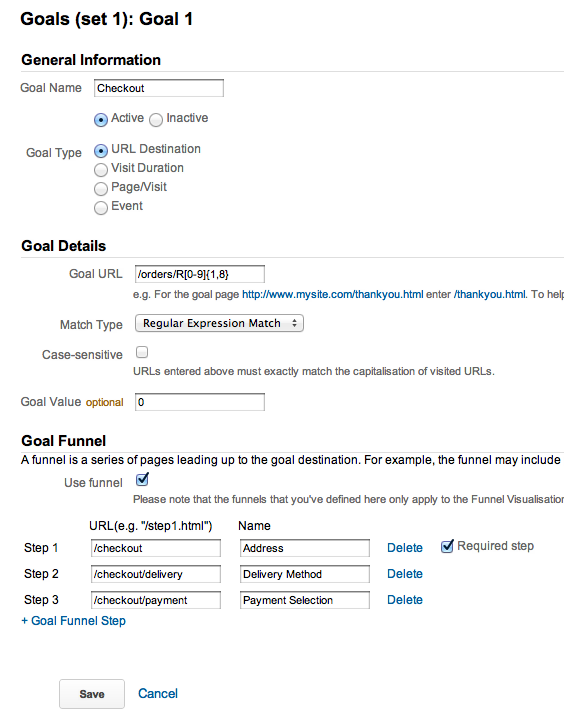 Goals (set 1): Goal 1
General Information
Goal Name Checkout
Active Inactive
Goal Type URL Destination
Visit Duration
Page/Visit
Event
Goal Details
Goal URL /orders/R[0-9]{1,8}
e.g. For the goal page http://www.mysite.com/thankyou.html enter /thankyou.html. To help
Match Type Regular Expression Match
Case-sensitive
URLs entered above must exactly match the capitalisation of visited URLs.
Goal Value optional 0
Goal Funnel
A funnel is a series of pages leading up to the goal destination. For example, the funnel may include
Use funnel
Please note that the funnels that you've defined here only apply to the Funnel Visualisation
URL(e.g. "/step1.html") Name
Step 1 /checkout Address Delete Required step
Step 2 /checkout/delivery Delivery Method Delete
Step 3 /checkout/payment Payment Selection Delete
+ Goal Funnel Step
Save Cancel